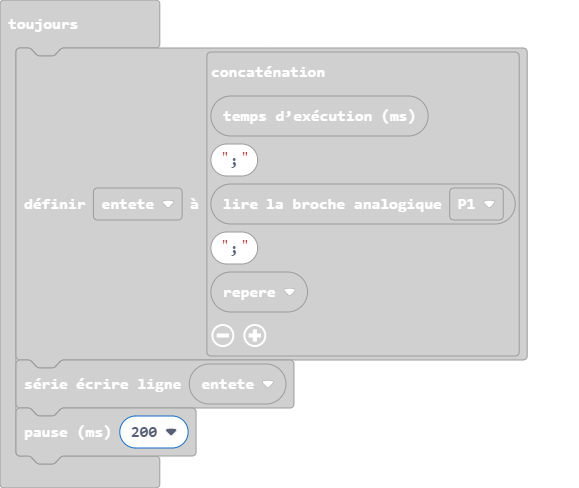 toujours
concaténation
temps d’exécution (ms)
";"
définir entete à lire la broche analogique P1
";"
repere
série écrire ligne entete
pause (ms) 200